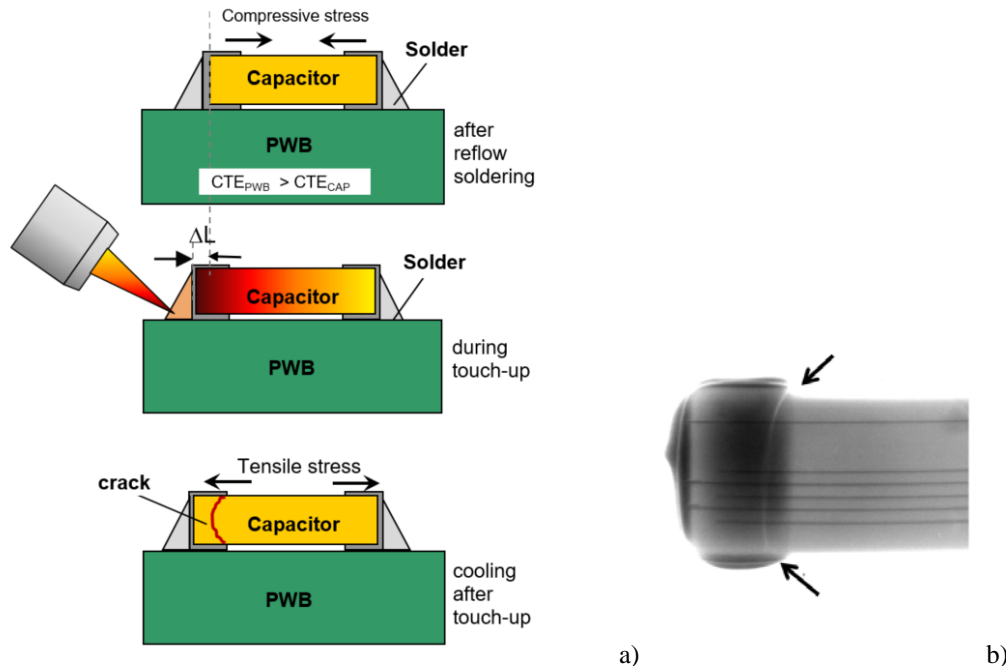 Compressive stress
Solder
Capacitor
PWB
CTEPWB > CTECAP
after
reflow
soldering
ΔL
Solder
Capacitor
PWB
during
touch-up
Tensile stress
crack
Capacitor
PWB
cooling
after
touch-up
a)
b)